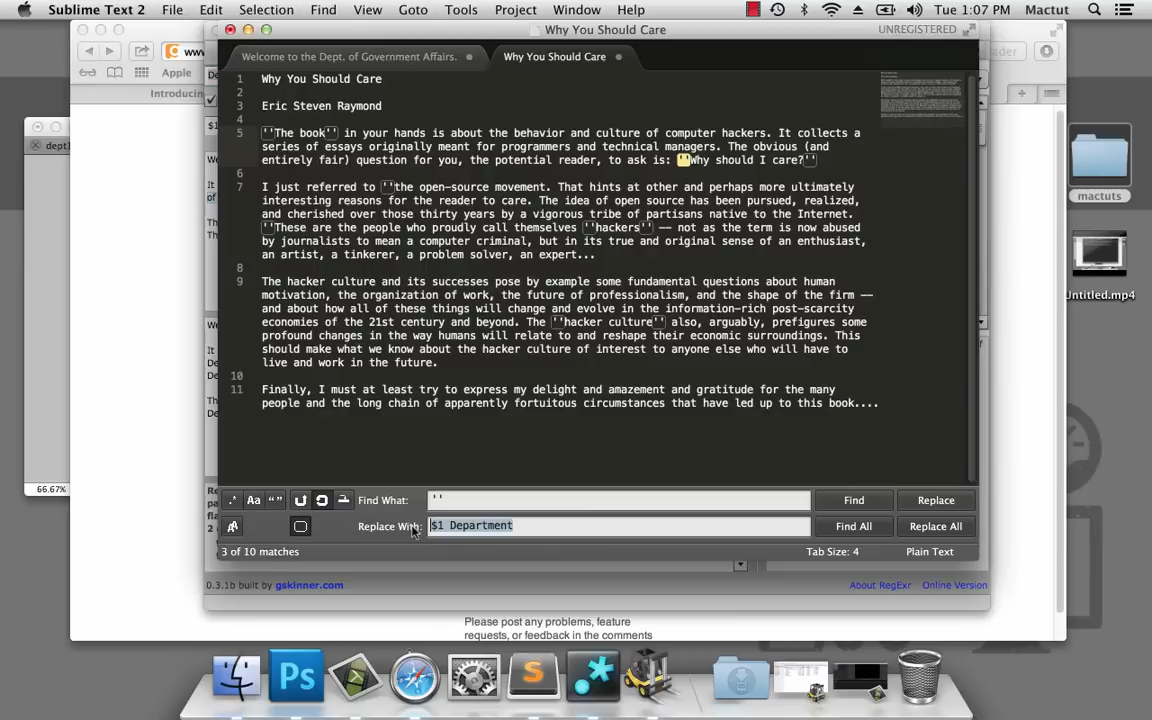 Sublime Text 2 File Edit Selection Find View Goto Tools Project Window Help Tue 1:07 PM Mactut
Why You Should Care UNREGISTERED
Welcome to the Dept. of Government Affairs. Why You Should Care
www
Apple
Introducing
1 Why You Should Care
2
3 Eric Steven Raymond
4
5 ''The book'' in your hands is about the behavior and culture of computer hackers. It collects a
series of essays originally meant for programmers and technical managers. The obvious (and
entirely fair) question for you, the potential reader, to ask is: ''Why should I care?''
6
7 I just referred to ''the open-source movement. That hints at other and perhaps more ultimately
interesting reasons for the reader to care. The idea of open source has been pursued, realized,
and cherished over those thirty years by a vigorous tribe of partisans native to the Internet.
''These are the people who proudly call themselves ''hackers'' -- not as the term is now abused
by journalists to mean a computer criminal, but in its true and original sense of an enthusiast,
an artist, a tinkerer, a problem solver, an expert...
8
9 The hacker culture and its successes pose by example some fundamental questions about human
motivation, the organization of work, the future of professionalism, and the shape of the firm --
and about how all of these things will change and evolve in the information-rich post-scarcity
economies of the 21st century and beyond. The ''hacker culture'' also, arguably, prefigures some
profound changes in the way humans will relate to and reshape their economic surroundings. This
should make what we know about the hacker culture of interest to anyone else who will have to
live and work in the future.
10
11 Finally, I must at least try to express my delight and amazement and gratitude for the many
people and the long chain of apparently fortuitous circumstances that have led up to this book....
dept1
66.67%
mactuts
Untitled.mp4
.* Aa “ ” Find What: '' Find Replace
Replace With: $1 Department Find All Replace All
3 of 10 matches Tab Size: 4 Plain Text
0.3.1b built by gskinner.com About RegExr Online Version
Please post any problems, feature
requests, or feedback in the comments
Ps
S